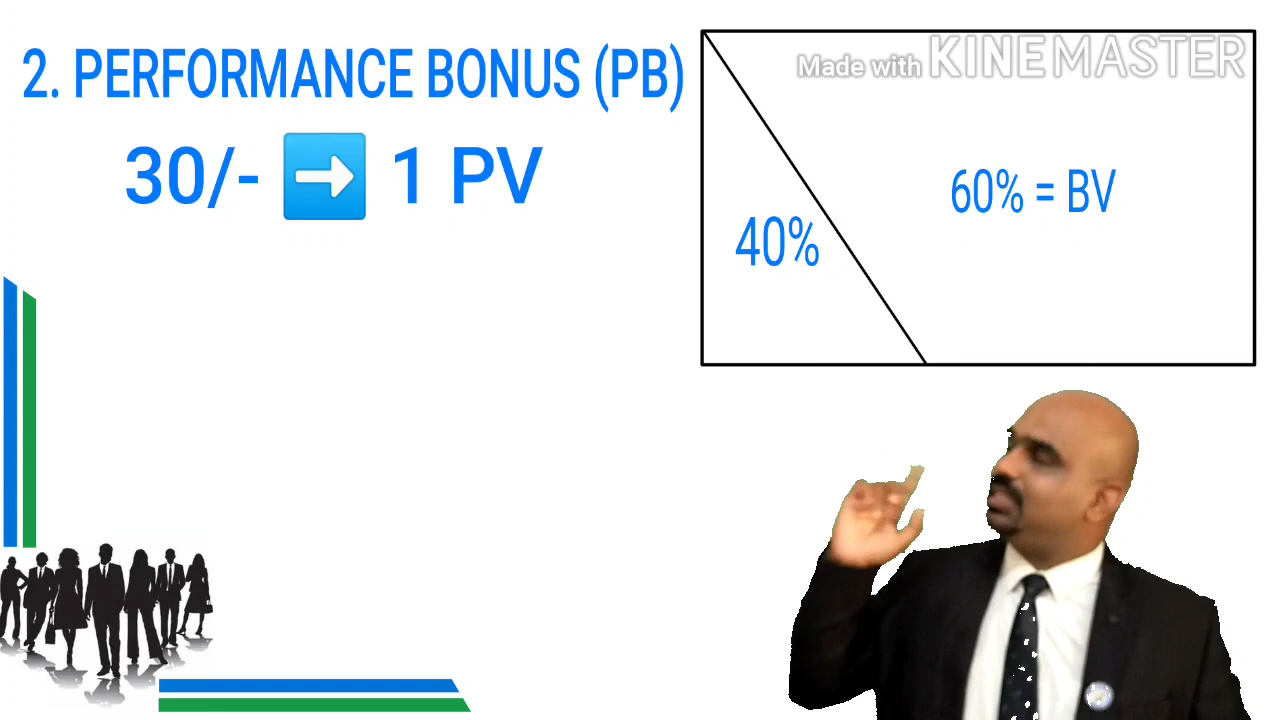 2. PERFORMANCE BONUS (PB)
30/- ➡ 1 PV
Made with KINEMASTER
60% = BV
40%